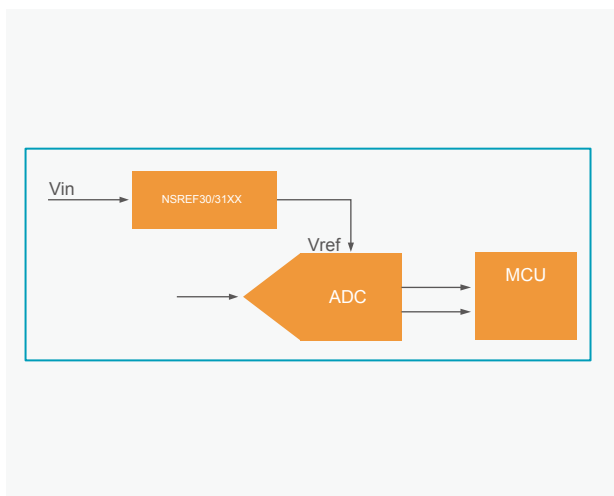 Vin
NSREF30/31XX
Vref
ADC
MCU